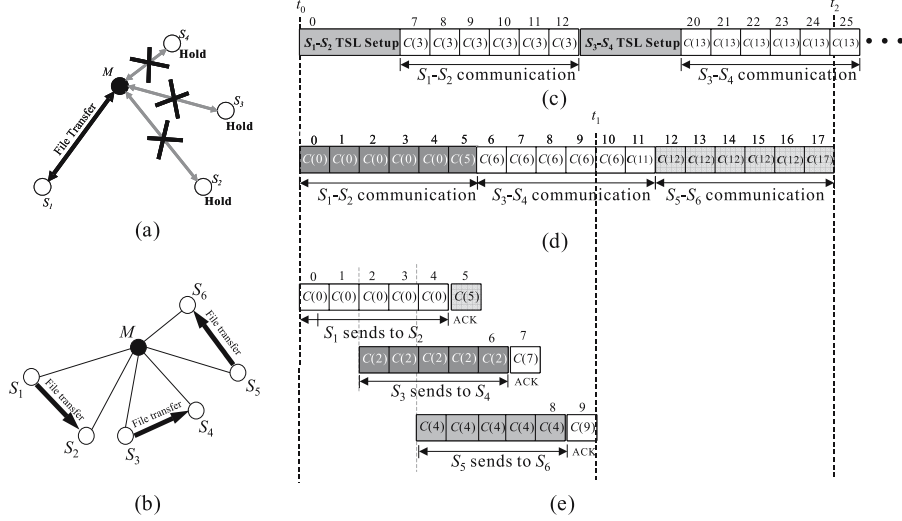 S4
Hold
M
S3
Hold
File Transfer
S2
Hold
S1
(a)
S6
M
File transfer
S1
File transfer
S5
File transfer
S2
S3
S4
(b)
t0
t2
0 7 8 9 10 11 12 20 21 22 23 24 25
S1-S2 TSL Setup C(3) C(3) C(3) C(3) C(3) C(3) S3-S4 TSL Setup C(13) C(13) C(13) C(13) C(13) C(13) • • •
S1-S2 communication S3-S4 communication
(c)
t1
0 1 2 3 4 5 6 7 8 9 10 11 12 13 14 15 16 17
C(0) C(0) C(0) C(0) C(0) C(5) C(6) C(6) C(6) C(6) C(6) C(11) C(12) C(12) C(12) C(12) C(12) C(17)
S1-S2 communication S3-S4 communication S5-S6 communication
(d)
0 1 2 3 4 5
C(0) C(0) C(0) C(0) C(0) C(5)
S1 sends to S2 ACK
2 6 7
C(2) C(2) C(2) C(2) C(2) C(7)
S3 sends to S4 ACK
8 9
C(4) C(4) C(4) C(4) C(4) C(9)
S5 sends to S6 ACK
(e)